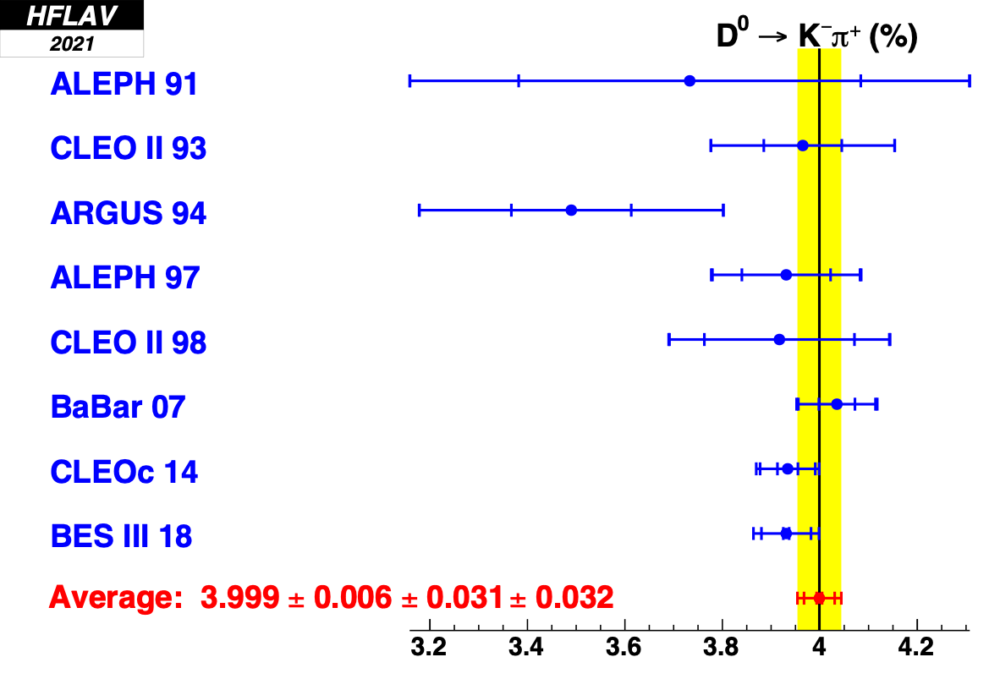 HFLAV
2021
D⁰ → K⁻π⁺ (%)
ALEPH 91
CLEO II 93
ARGUS 94
ALEPH 97
CLEO II 98
BaBar 07
CLEOc 14
BES III 18
Average: 3.999 ± 0.006 ± 0.031 ± 0.032
3.2 3.4 3.6 3.8 4 4.2